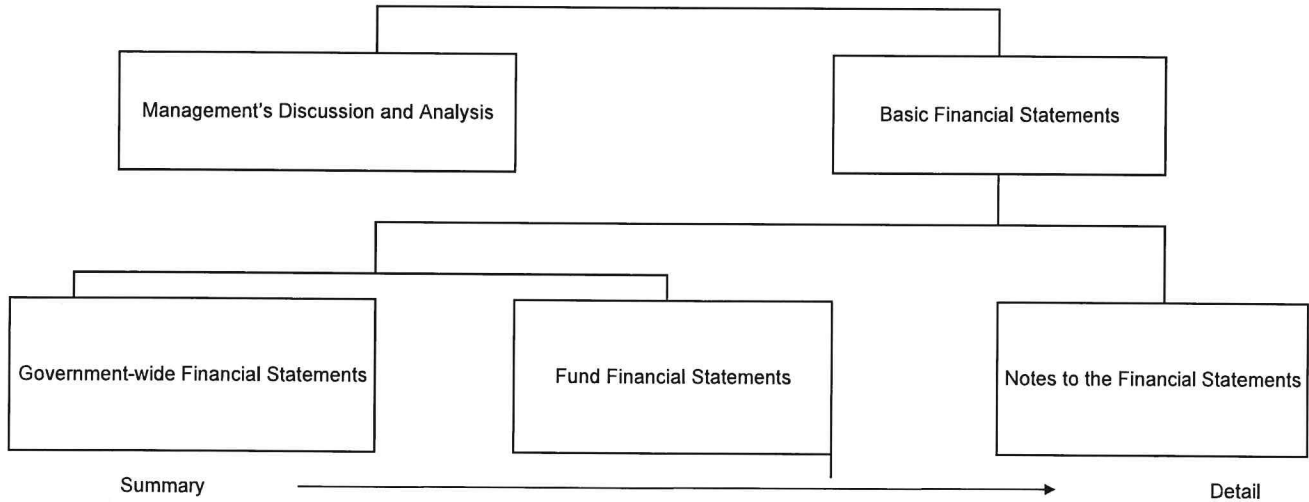 Management's Discussion and Analysis
Basic Financial Statements
Government-wide Financial Statements
Fund Financial Statements
Notes to the Financial Statements
Summary
Detail